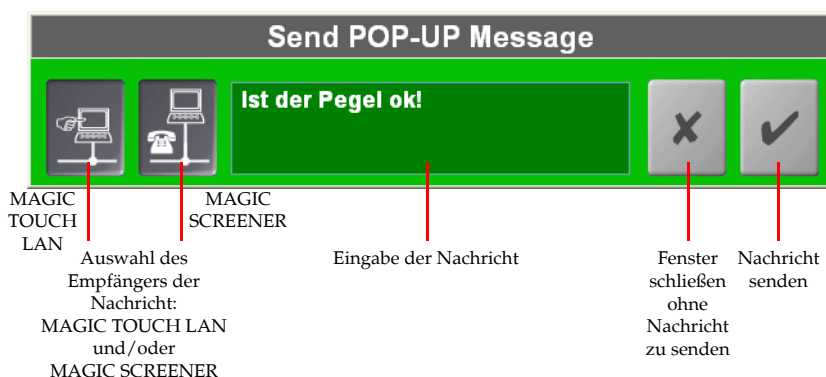 Send POP-UP Message
Ist der Pegel ok!
MAGIC
TOUCH
LAN
MAGIC
SCREENER
Auswahl des
Empfängers der
Nachricht:
MAGIC TOUCH LAN
und/oder
MAGIC SCREENER
Eingabe der Nachricht
Fenster
schließen
ohne
Nachricht
zu senden
Nachricht
senden